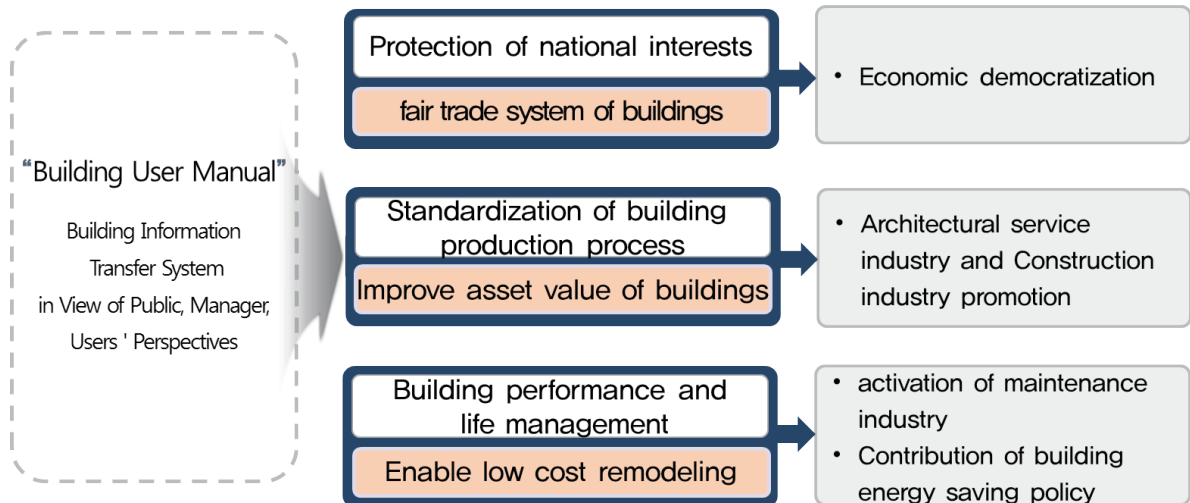 “Building User Manual”
Building Information
Transfer System
in View of Public, Manager,
Users ' Perspectives
Protection of national interests
fair trade system of buildings
• Economic democratization
Standardization of building
production process
Improve asset value of buildings
• Architectural service
industry and Construction
industry promotion
Building performance and
life management
Enable low cost remodeling
• activation of maintenance
industry
• Contribution of building
energy saving policy